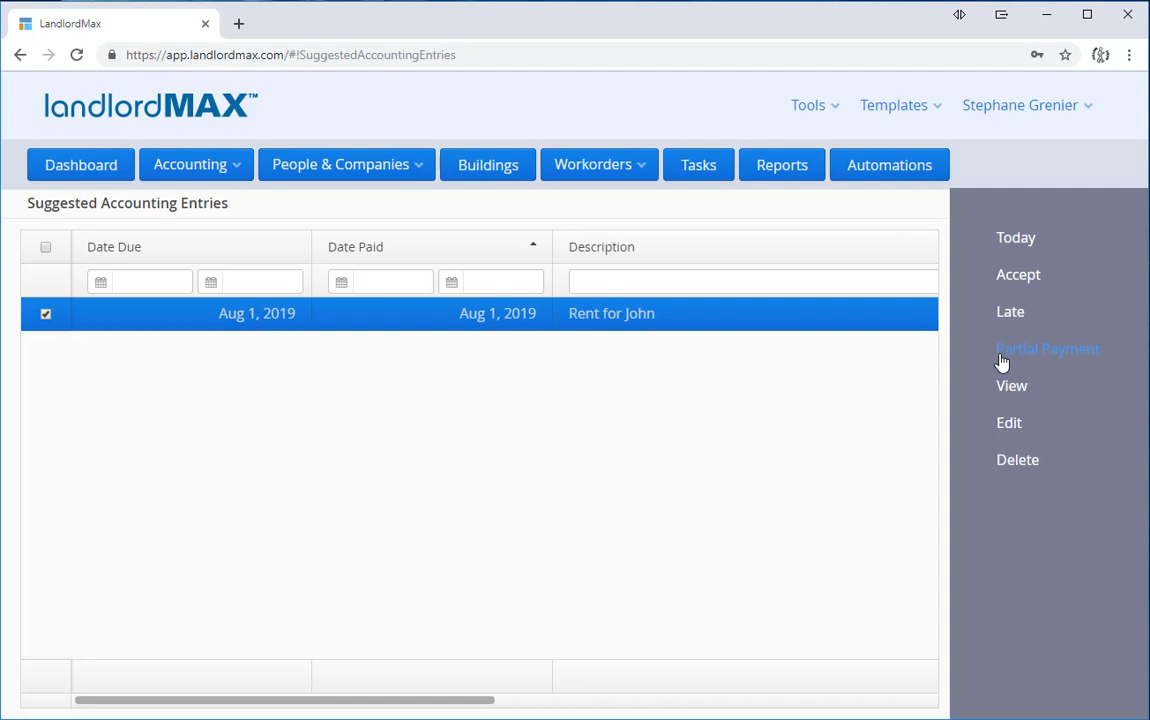 LandlordMax
https://app.landlordmax.com/#!SuggestedAccountingEntries
landlordMAX™
Tools
Templates
Stephane Grenier
Dashboard
Accounting
People & Companies
Buildings
Workorders
Tasks
Reports
Automations
Suggested Accounting Entries
Date Due
Date Paid
Description
Aug 1, 2019
Aug 1, 2019
Rent for John
Today
Accept
Late
Partial Payment
View
Edit
Delete